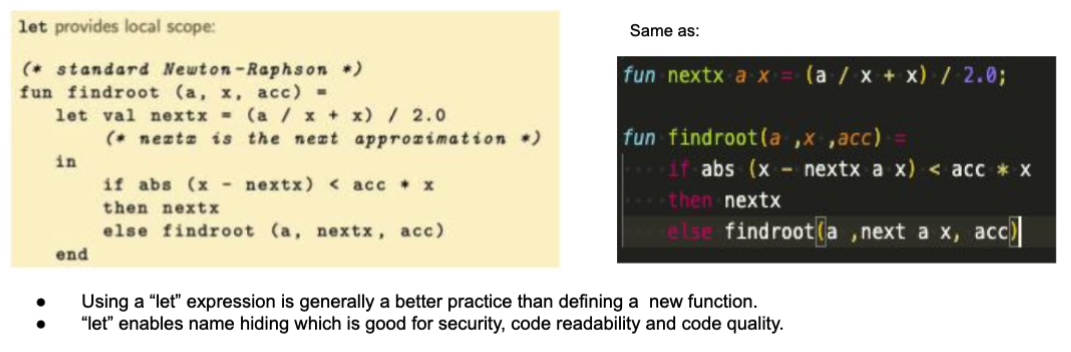 let provides local scope:
(* standard Newton-Raphson *)
fun findroot (a, x, acc) =
let val nextx = (a / x + x) / 2.0
(* nextx is the next approximation *)
in
if abs (x - nextx) < acc * x
then nextx
else findroot (a, nextx, acc)
end
Same as:
fun nextx a x = (a / x + x) / 2.0;
fun findroot(a ,x ,acc) =
if abs (x - nextx a x) < acc * x
then nextx
else findroot(a ,next a x, acc)
● Using a “let” expression is generally a better practice than defining a new function.
● “let” enables name hiding which is good for security, code readability and code quality.